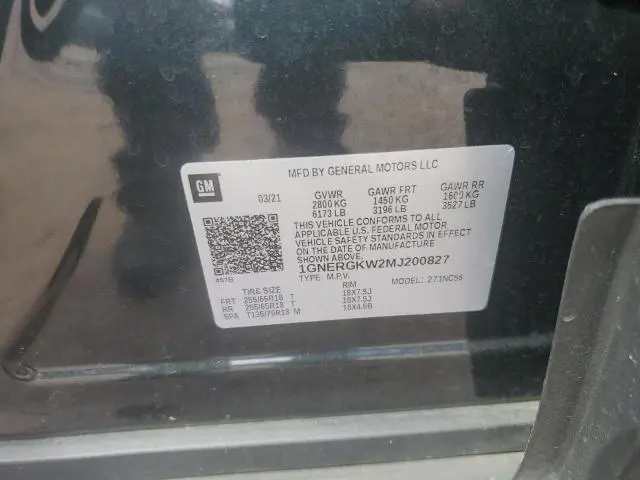 MFD BY GENERAL MOTORS LLC
GM
03/21 GVWR GAWR FRT GAWR RR
2800 KG 1450 KG 1600 KG
6173 LB 3196 LB 3527 LB
THIS VEHICLE CONFORMS TO ALL
APPLICABLE U.S. FEDERAL MOTOR
VEHICLE SAFETY STANDARDS IN EFFECT
ON THE DATE OF MANUFACTURE
SHOWN ABOVE.
1GNERGKW2MJ200827
TYPE: M.P.V. MODEL: 271NC56
TIRE SIZE RIM
FRT 255/65R18 T 18X7.5J
RR 255/65R18 T 18X7.5J
SPA T135/70R18 M 18X4.5B